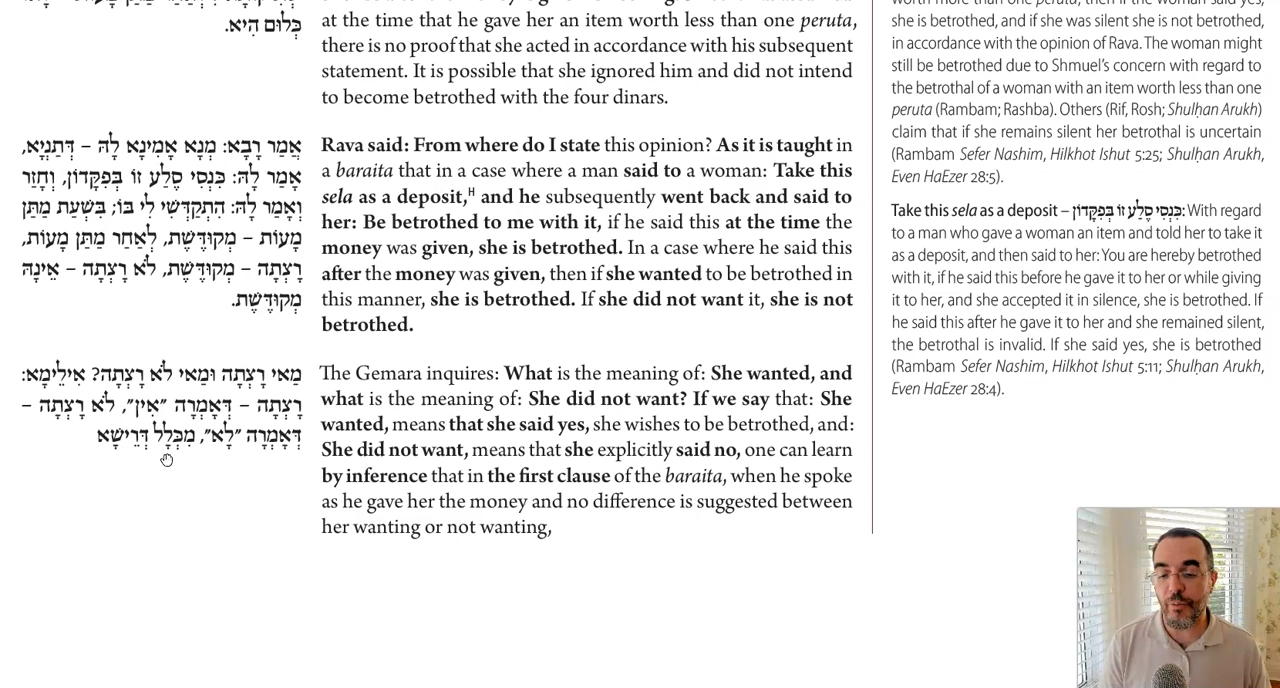 כְּלוּם הִיא.
אֲמַר רָבָא: מְנָא אָמֵינָא לַהּ – דְּתַנְיָא,
אָמַר לָהּ: כִּנְסִי סֶלַע זוֹ בְּפִקָּדוֹן, וְחָזַר
וְאָמַר לָהּ: הִתְקַדְּשִׁי לִי בּוֹ; בִּשְׁעַת מַתַּן
מָעוֹת – מְקוּדֶּשֶׁת, לְאַחַר מַתַּן מָעוֹת,
רָצְתָה – מְקוּדֶּשֶׁת, לֹא רָצְתָה – אֵינָהּ
מְקוּדֶּשֶׁת.
מַאי רָצְתָה וּמַאי לֹא רָצְתָה? אִילֵּימָא:
רָצְתָה – דְּאָמְרָה ״אִין״, לֹא רָצְתָה –
דְּאָמְרָה ״לָא״, מִכְּלָל דְּרֵישָׁא
at the time that he gave her an item worth less than one peruta,
there is no proof that she acted in accordance with his subsequent
statement. It is possible that she ignored him and did not intend
to become betrothed with the four dinars.
Rava said: From where do I state this opinion? As it is taught in
a baraita that in a case where a man said to a woman: Take this
sela as a deposit,ᴴ and he subsequently went back and said to
her: Be betrothed to me with it, if he said this at the time the
money was given, she is betrothed. In a case where he said this
after the money was given, then if she wanted to be betrothed in
this manner, she is betrothed. If she did not want it, she is not
betrothed.
The Gemara inquires: What is the meaning of: She wanted, and
what is the meaning of: She did not want? If we say that: She
wanted, means that she said yes, she wishes to be betrothed, and:
She did not want, means that she explicitly said no, one can learn
by inference that in the first clause of the baraita, when he spoke
as he gave her the money and no difference is suggested between
her wanting or not wanting,
worth more than one peruta, then if the woman said yes,
she is betrothed, and if she was silent she is not betrothed,
in accordance with the opinion of Rava. The woman might
still be betrothed due to Shmuel's concern with regard to
the betrothal of a woman with an item worth less than one
peruta (Rambam; Rashba). Others (Rif, Rosh; Shulḥan Arukh)
claim that if she remains silent her betrothal is uncertain
(Rambam Sefer Nashim, Hilkhot Ishut 5:25; Shulḥan Arukh,
Even HaEzer 28:5).
Take this sela as a deposit – כִּנְסִי סֶלַע זוֹ בְּפִקָּדוֹן: With regard
to a man who gave a woman an item and told her to take it
as a deposit, and then said to her: You are hereby betrothed
with it, if he said this before he gave it to her or while giving
it to her, and she accepted it in silence, she is betrothed. If
he said this after he gave it to her and she remained silent,
the betrothal is invalid. If she said yes, she is betrothed
(Rambam Sefer Nashim, Hilkhot Ishut 5:11; Shulḥan Arukh,
Even HaEzer 28:4).